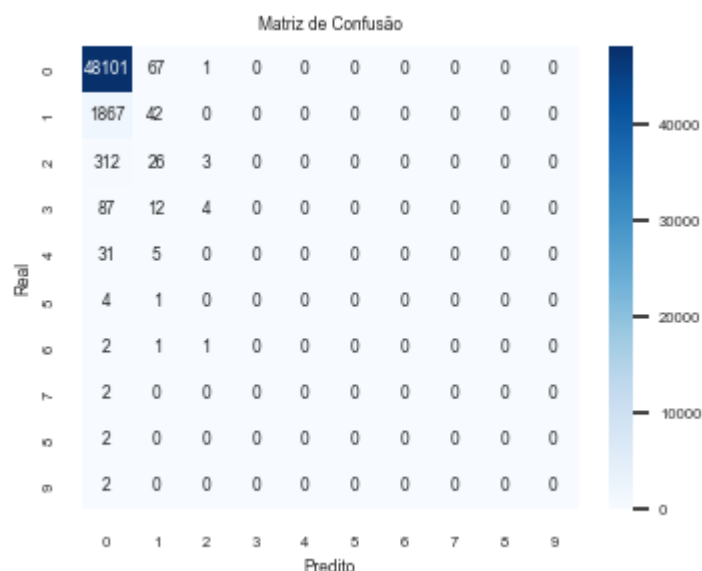 Matriz de Confusão
0 48101 67 1 0 0 0 0 0 0 0
1 1867 42 0 0 0 0 0 0 0 0
2 312 26 3 0 0 0 0 0 0 0
3 87 12 4 0 0 0 0 0 0 0
4 31 5 0 0 0 0 0 0 0 0
5 4 1 0 0 0 0 0 0 0 0
6 2 1 1 0 0 0 0 0 0 0
7 2 0 0 0 0 0 0 0 0 0
8 2 0 0 0 0 0 0 0 0 0
9 2 0 0 0 0 0 0 0 0 0
0 1 2 3 4 5 6 7 8 9
Real
Predito
40000
30000
20000
10000
0